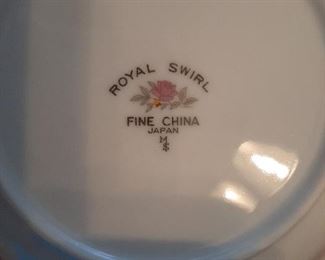 ROYAL SWIRL
FINE CHINA
JAPAN
M
S